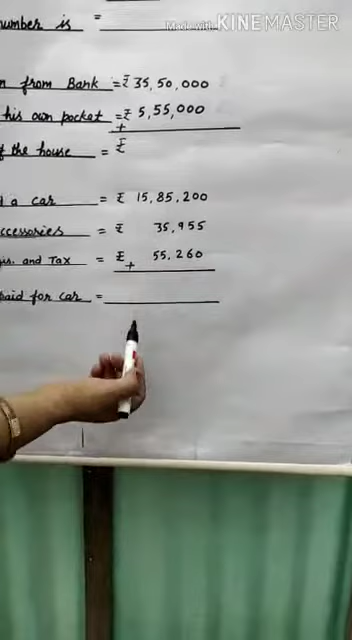 Made with KINEMASTER
number is = 
from Bank = ₹ 35,50,000
his own pocket = ₹ 5,55,000
+
the house = ₹
a car = ₹ 15,85,200
ccessories = ₹ 35,955
and Tax = ₹ 55,260
+
paid for car =